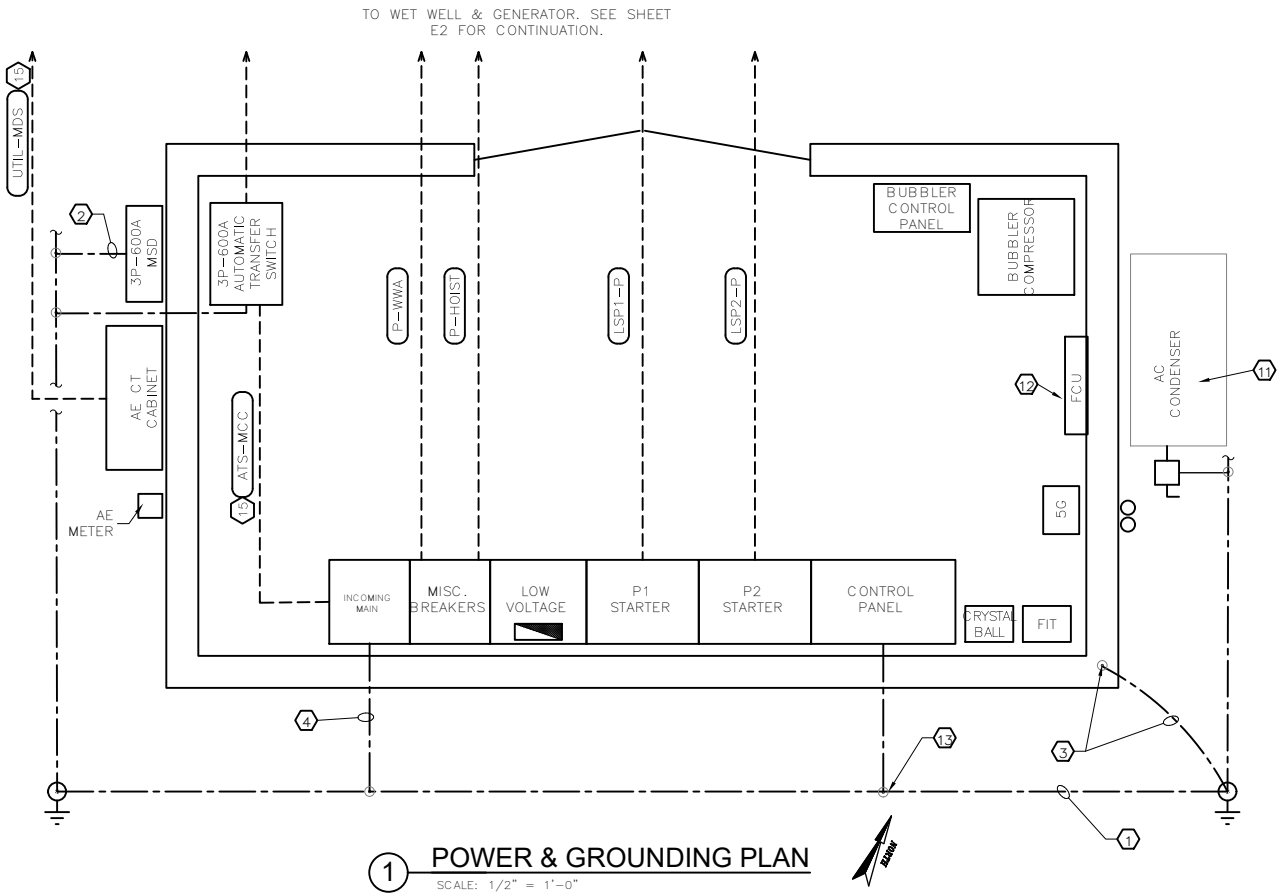 TO WET WELL & GENERATOR. SEE SHEET
E2 FOR CONTINUATION.
15
UTIL-MDS
2
3P-600A
MSD
3P-600A
AUTOMATIC
TRANSFER
SWITCH
BUBBLER
CONTROL
PANEL
BUBBLER
COMPRESSOR
P-WWA
P-HOIST
LSP1-P
LSP2-P
AE CT
CABINET
12
FCU
AC
CONDENSER
11
ATS-MCC
15
AE
METER
5G
INCOMING
MAIN
MISC.
BREAKERS
LOW
VOLTAGE
P1
STARTER
P2
STARTER
CONTROL
PANEL
CRYSTAL
BALL
FIT
4
13
3
1
NORTH
1
POWER & GROUNDING PLAN
SCALE: 1/2" = 1'-0"